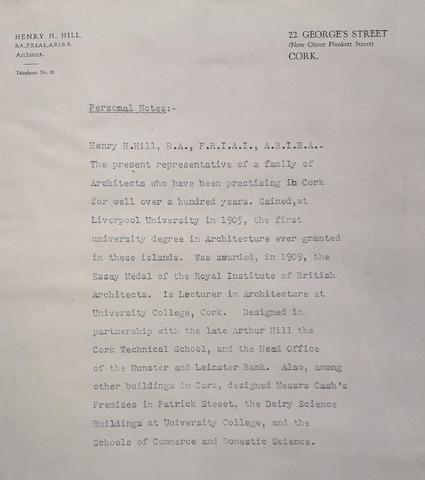 HENRY H. HILL,
B.A., F.R.I.A.I., A.R.I.B.A.
Architect.
Telephone No. 65
22 GEORGE'S STREET
(Now Oliver Plunkett Street)
CORK.
Personal Notes:-
Henry H.Hill, B.A., F.R.I.A.I., A.R.I.B.A..
The present representative of a family of
Architects who have been practising in Cork
for well over a hundred years. Gained,at
Liverpool University in 1905, the first
university degree in Architecture ever granted
in these islands. Was awarded, in 1909, the
Essay Medal of the Royal Institute of British
Architects. Is Lecturer in Architecture at
University College, Cork. Designed in
partnership with the late Arthur Hill the
Cork Technical School, and the Head Office
of the Munster and Leinster Bank. Also, among
other buildings in Cork, designed Messrs Cash's
Premises in Patrick Steeet, the Dairy Science
Buildings at University College, and the
Schools of Commerce and Domestic Science.